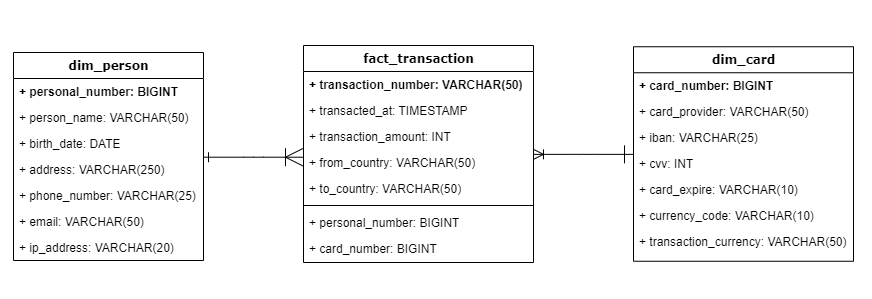 dim_person
+ personal_number: BIGINT
+ person_name: VARCHAR(50)
+ birth_date: DATE
+ address: VARCHAR(250)
+ phone_number: VARCHAR(25)
+ email: VARCHAR(50)
+ ip_address: VARCHAR(20)
fact_transaction
+ transaction_number: VARCHAR(50)
+ transacted_at: TIMESTAMP
+ transaction_amount: INT
+ from_country: VARCHAR(50)
+ to_country: VARCHAR(50)
+ personal_number: BIGINT
+ card_number: BIGINT
dim_card
+ card_number: BIGINT
+ card_provider: VARCHAR(50)
+ iban: VARCHAR(25)
+ cvv: INT
+ card_expire: VARCHAR(10)
+ currency_code: VARCHAR(10)
+ transaction_currency: VARCHAR(50)